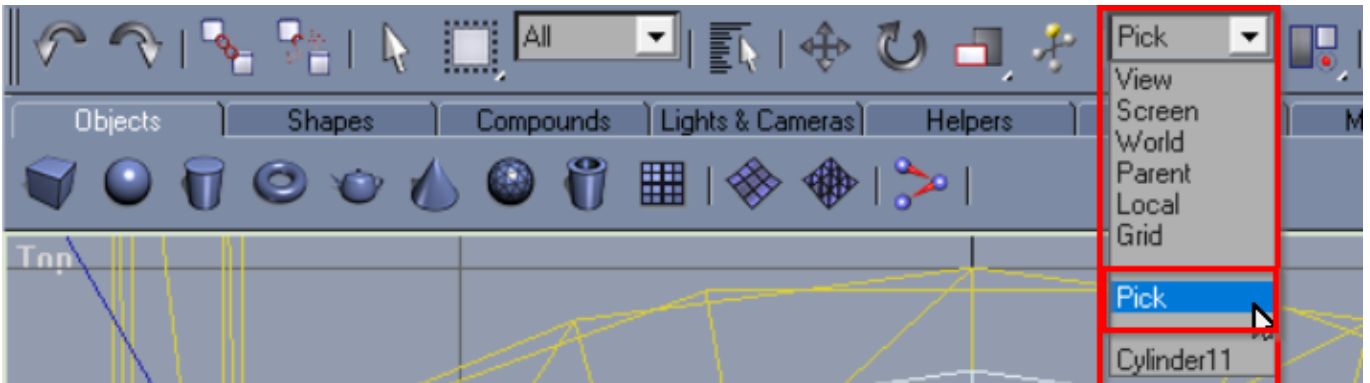 All
Pick
View
Screen
World
Parent
Local
Grid
Pick
Cylinder11
Objects Shapes Compounds Lights & Cameras Helpers M
Top